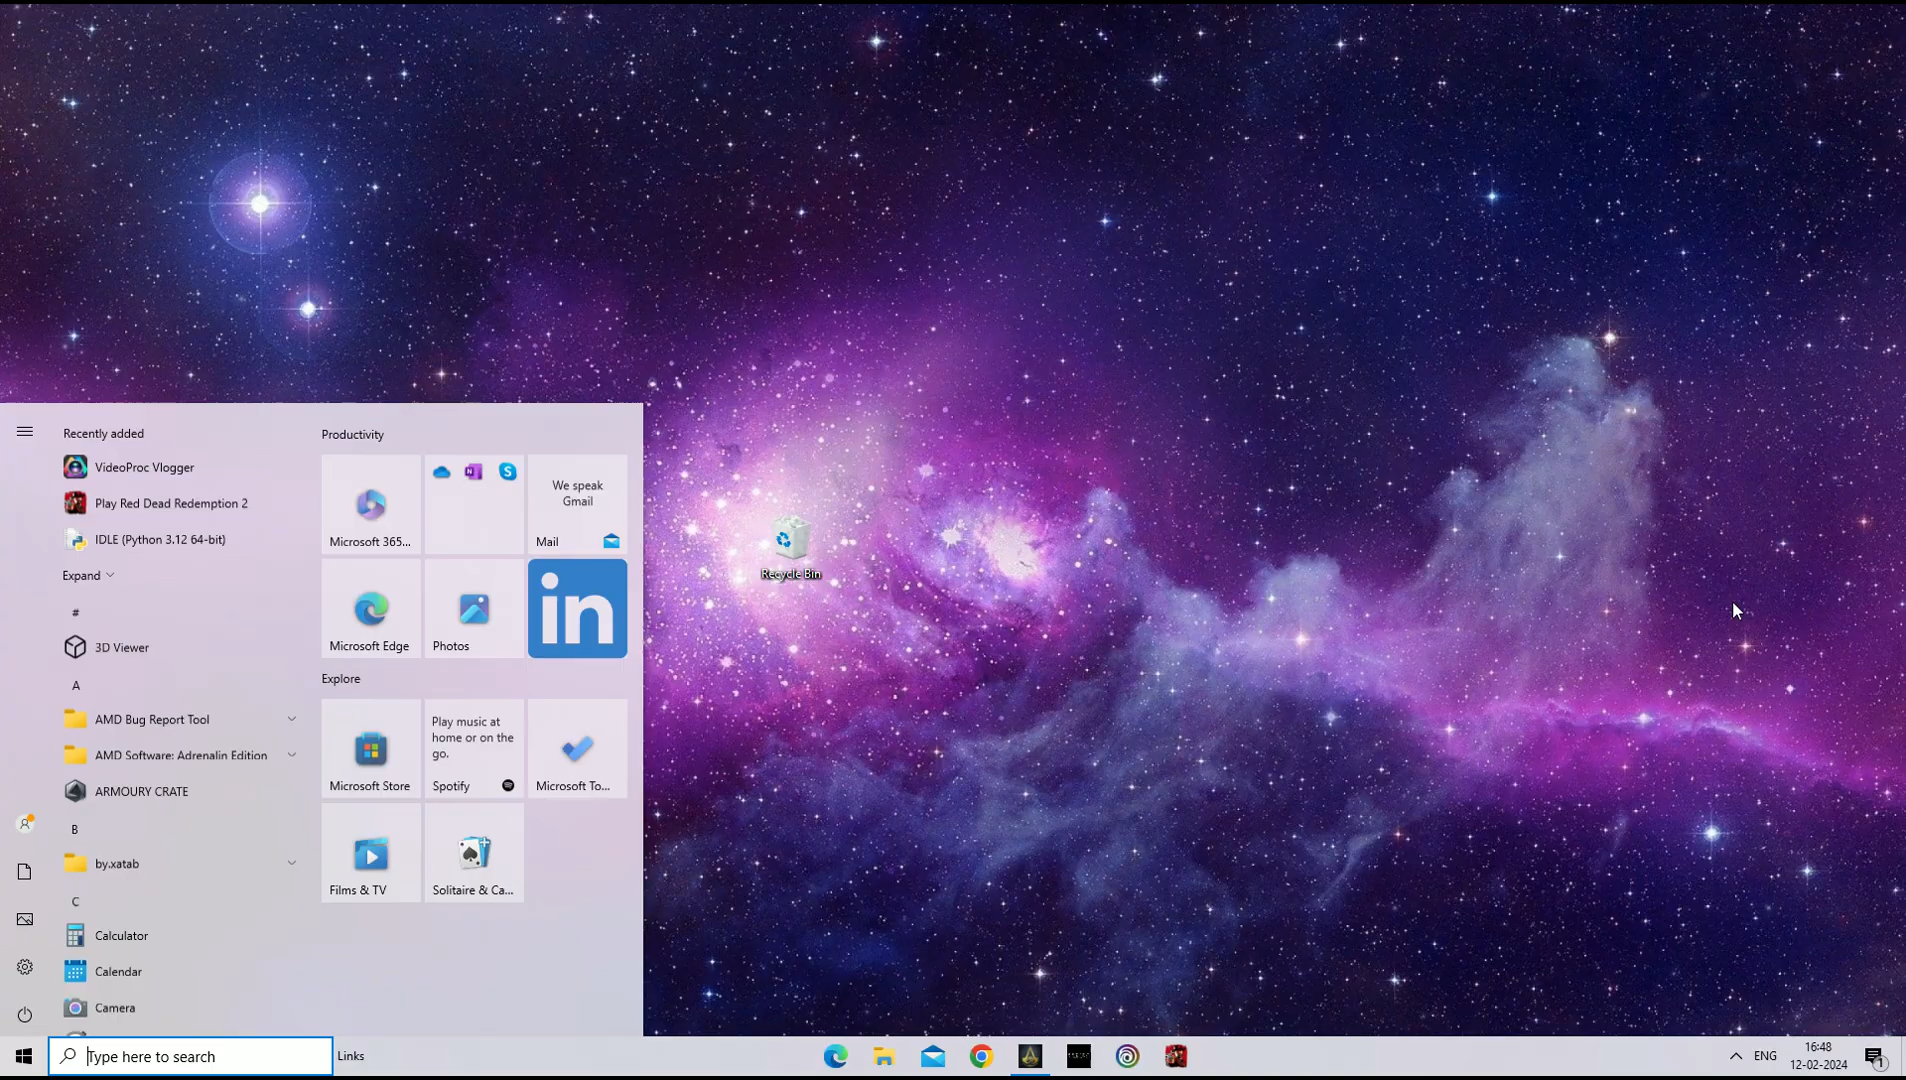 Recycle Bin
Recently added
VideoProc Vlogger
Play Red Dead Redemption 2
IDLE (Python 3.12 64-bit)
Expand
#
3D Viewer
A
AMD Bug Report Tool
AMD Software: Adrenalin Edition
ARMOURY CRATE
B
by.xatab
C
Calculator
Calendar
Camera
Productivity
Microsoft 365...
We speak
Gmail
Mail
Microsoft Edge
Photos
in
Explore
Microsoft Store
Play music at
home or on the
go.
Spotify
Microsoft To...
Films & TV
Solitaire & Ca...
Type here to search
Links
ENG
16:48
12-02-2024
1